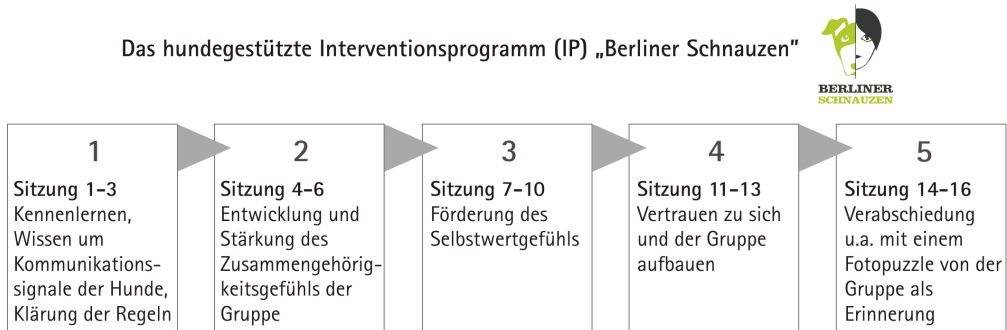 Das hundegestützte Interventionsprogramm (IP) „Berliner Schnauzen”
BERLINER
SCHNAUZEN
1
Sitzung 1-3
Kennenlernen,
Wissen um
Kommunikations-
signale der Hunde,
Klärung der Regeln
2
Sitzung 4-6
Entwicklung und
Stärkung des
Zusammengehörig-
keitsgefühls der
Gruppe
3
Sitzung 7-10
Förderung des
Selbstwertgefühls
4
Sitzung 11-13
Vertrauen zu sich
und der Gruppe
aufbauen
5
Sitzung 14-16
Verabschiedung
u.a. mit einem
Fotopuzzle von der
Gruppe als
Erinnerung